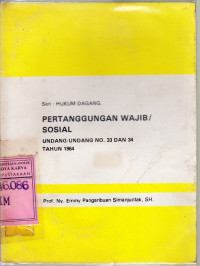 Seri : HUKUM DAGANG.
PERTANGGUNGAN WAJIB/
SOSIAL
UNDANG-UNDANG NO. 33 DAN 34
TAHUN 1964
Prof. Ny. Emmy Pangaribuan Simanjuntak, SH.